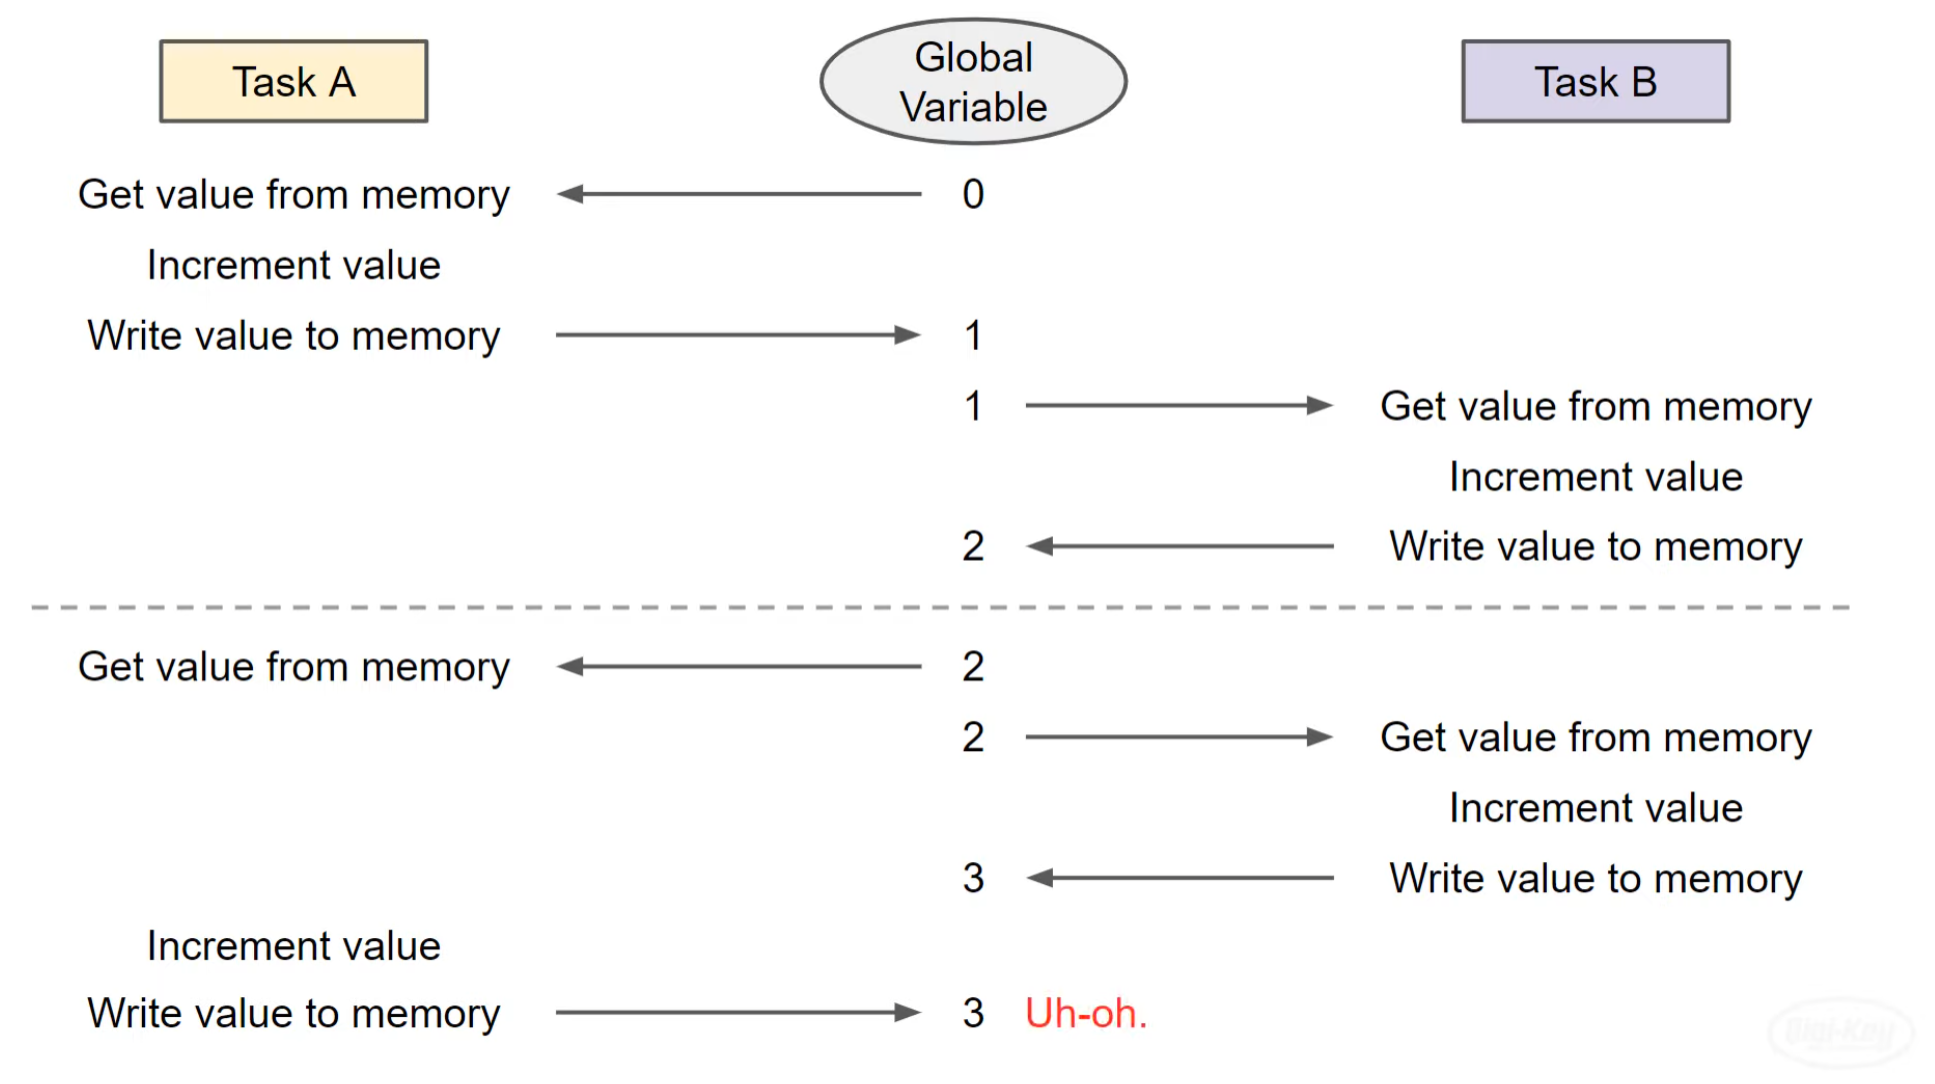 Task A
Global
Variable
Task B
Get value from memory
0
Increment value
Write value to memory
1
1
Get value from memory
Increment value
2
Write value to memory
Get value from memory
2
2
Get value from memory
Increment value
3
Write value to memory
Increment value
Write value to memory
3 Uh-oh.
Digi-Key